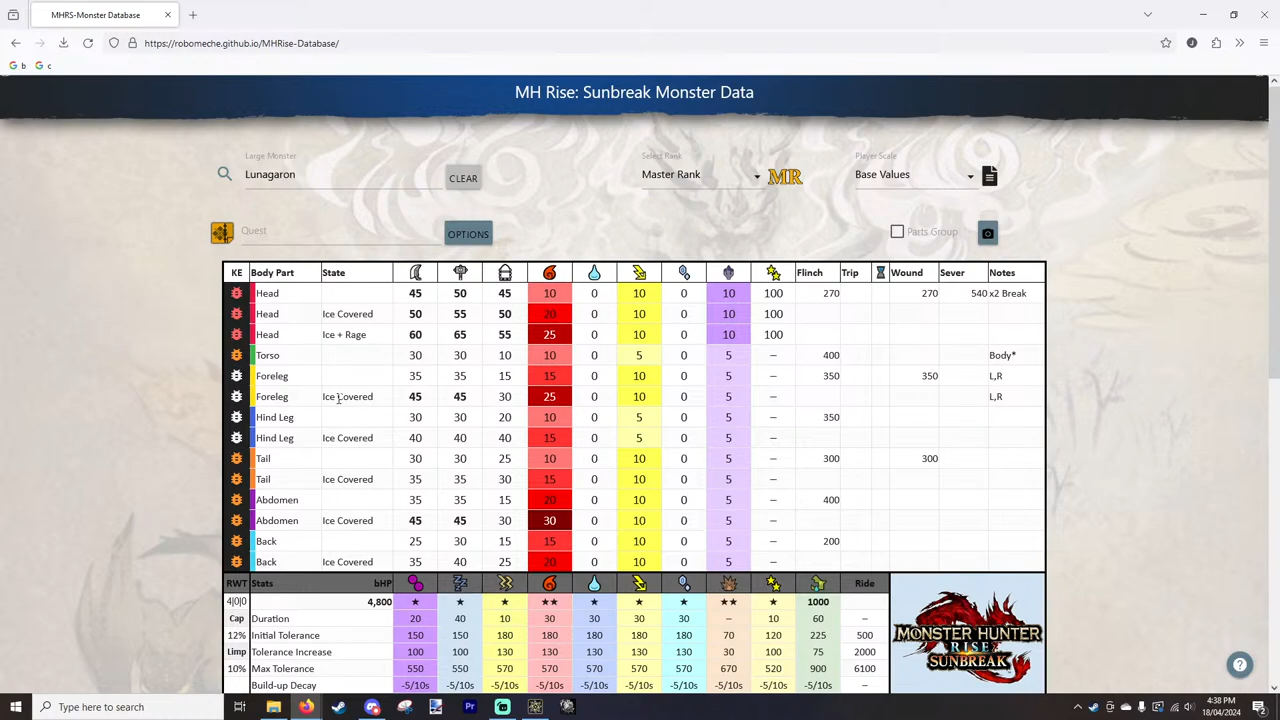 MHRS-Monster Database
https://robomeche.github.io/MHRise-Database/
b c
MH Rise: Sunbreak Monster Data
Large Monster Select Rank Player Scale
Lunagaron CLEAR Master Rank MR Base Values
Quest OPTIONS Parts Group
KE Body Part State Flinch Trip Wound Sever Notes
Head 45 50 45 10 0 10 0 10 100 270 270 540 x2 Break
Head Ice Covered 50 55 50 20 0 10 0 10 100
Head Ice + Rage 60 65 55 25 0 10 0 10 100
Torso 30 30 10 10 0 5 0 5 – 400 Body*
Foreleg 35 35 15 15 0 10 0 5 – 350 350 L,R
Foreleg Ice Covered 45 45 30 25 0 10 0 5 – L,R
Hind Leg 30 30 20 10 0 5 0 5 – 350
Hind Leg Ice Covered 40 40 40 15 0 5 0 5 –
Tail 30 30 25 10 0 10 0 5 – 300 300
Tail Ice Covered 35 35 30 15 0 10 0 5 –
Abdomen 35 35 15 20 0 10 0 5 – 400
Abdomen Ice Covered 45 45 30 30 0 10 0 5 –
Back 25 30 15 15 0 10 0 5 – 200
Back Ice Covered 35 40 25 20 0 10 0 5 –
RWT Stats bHP Ride
4|0|0 4,800 ★ ★ ★ ★★ ★ ★ ★ ★★ ★ 1000
Cap Duration 20 40 10 30 30 30 30 – 10 60 –
12% Initial Tolerance 150 150 180 180 180 180 180 70 120 225 500
Limp Tolerance Increase 100 100 130 130 130 130 130 30 100 75 2000
10% Max Tolerance 550 550 570 570 570 570 570 670 520 900 6100
Build-up Decay -5/10s -5/10s -5/10s -5/10s -5/10s -5/10s -5/10s -5/10s -5/10s -5/10s –
MONSTER HUNTER
RISE
SUNBREAK
Type here to search
Pr
4:38 PM
18/04/2024
2